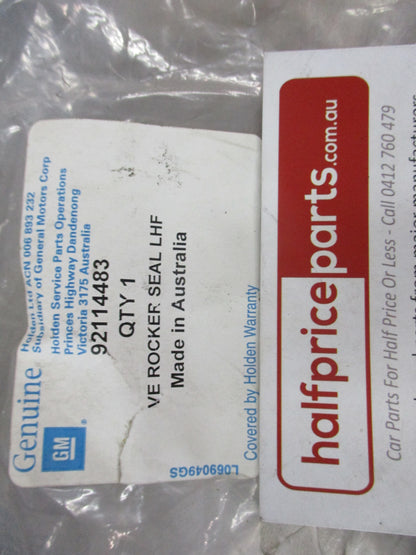 Genuine
GM
Holden Ltd ACN 006 893 232
Subsidiary of General Motors Corp
Holden Service Parts Operations
Princes Highway Dandenong
Victoria 3175 Australia
92114483
QTY 1
VE ROCKER SEAL LHF
Made in Australia
L069049GS
Covered by Holden Warranty
halfpriceparts.com.au
Car Parts For Half Price Or Less - Call 0412 760 479